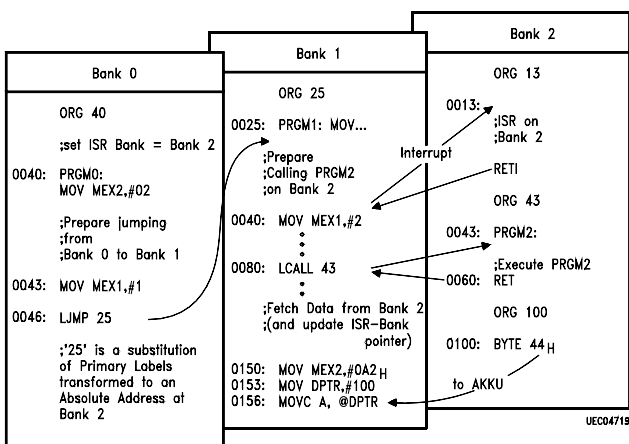 Bank 0
ORG 40
;set ISR Bank = Bank 2
0040: PRGM0:
MOV MEX2,#02
;Prepare jumping
;from
;Bank 0 to Bank 1
0043: MOV MEX1,#1
0046: LJMP 25
;'25' is a substitution
of Primary Labels
transformed to an
Absolute Address at
Bank 2
Bank 1
ORG 25
0025: PRGM1: MOV...
;Prepare
;Calling PRGM2
;on Bank 2
0040: MOV MEX1,#2
0080: LCALL 43
;Fetch Data from Bank 2
;(and update ISR-Bank
pointer)
0150: MOV MEX2,#0A2H
0153: MOV DPTR,#100
0156: MOVC A, @DPTR
Interrupt
Bank 2
ORG 13
0013:
;ISR on
;Bank 2
RETI
ORG 43
0043: PRGM2:
;Execute PRGM2
0060: RET
ORG 100
0100: BYTE 44H
to AKKU
UEC04719